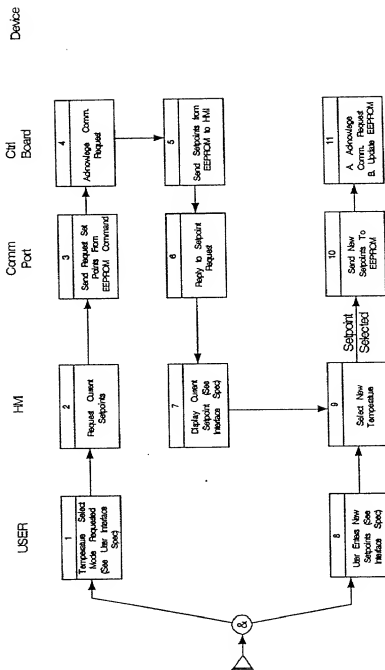 USER
HMI
Comm
Port
Ctrl
Board
Device
1
Temperature Select
Mode Requested
(See User Interface
Spec)
2
Request Current
Setpoints
3
Send Request Set
Points From
EEPROM Command
4
Acknowlege Comm.
Request
5
Send Setpoints from
EEPROM to HMI
6
Reply to Setpoint
Request
7
Display Current
Setpoint (See
Interface Spec)
&
8
User Enters New
Setpoints (See
Interface Spec)
9
Select New
Temperature
Setpoint
Selected
10
Send New
Setpoints To
EEPROM
11
A. Acknowlege
Comm. Request
B. Update EEPROM